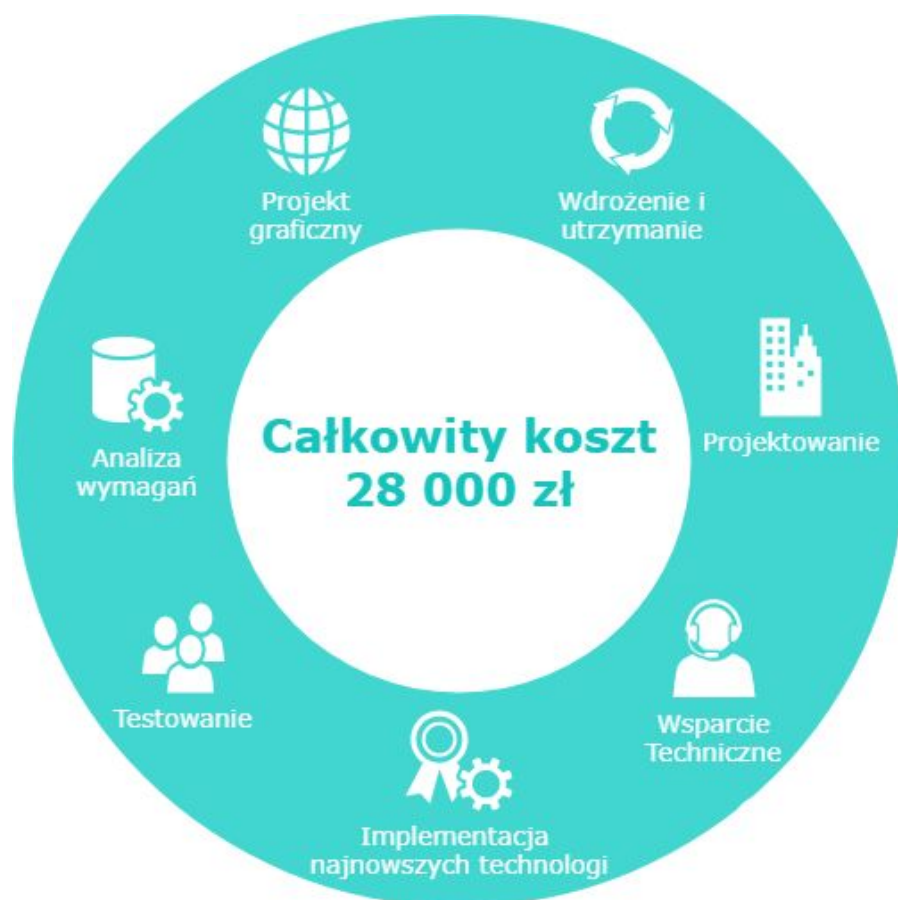 Projekt
graficzny
Wdrożenie i
utrzymanie
Projektowanie
Analiza
wymagań
Całkowity koszt
28 000 zł
Testowanie
Wsparcie
Techniczne
Implementacja
najnowszych technologi